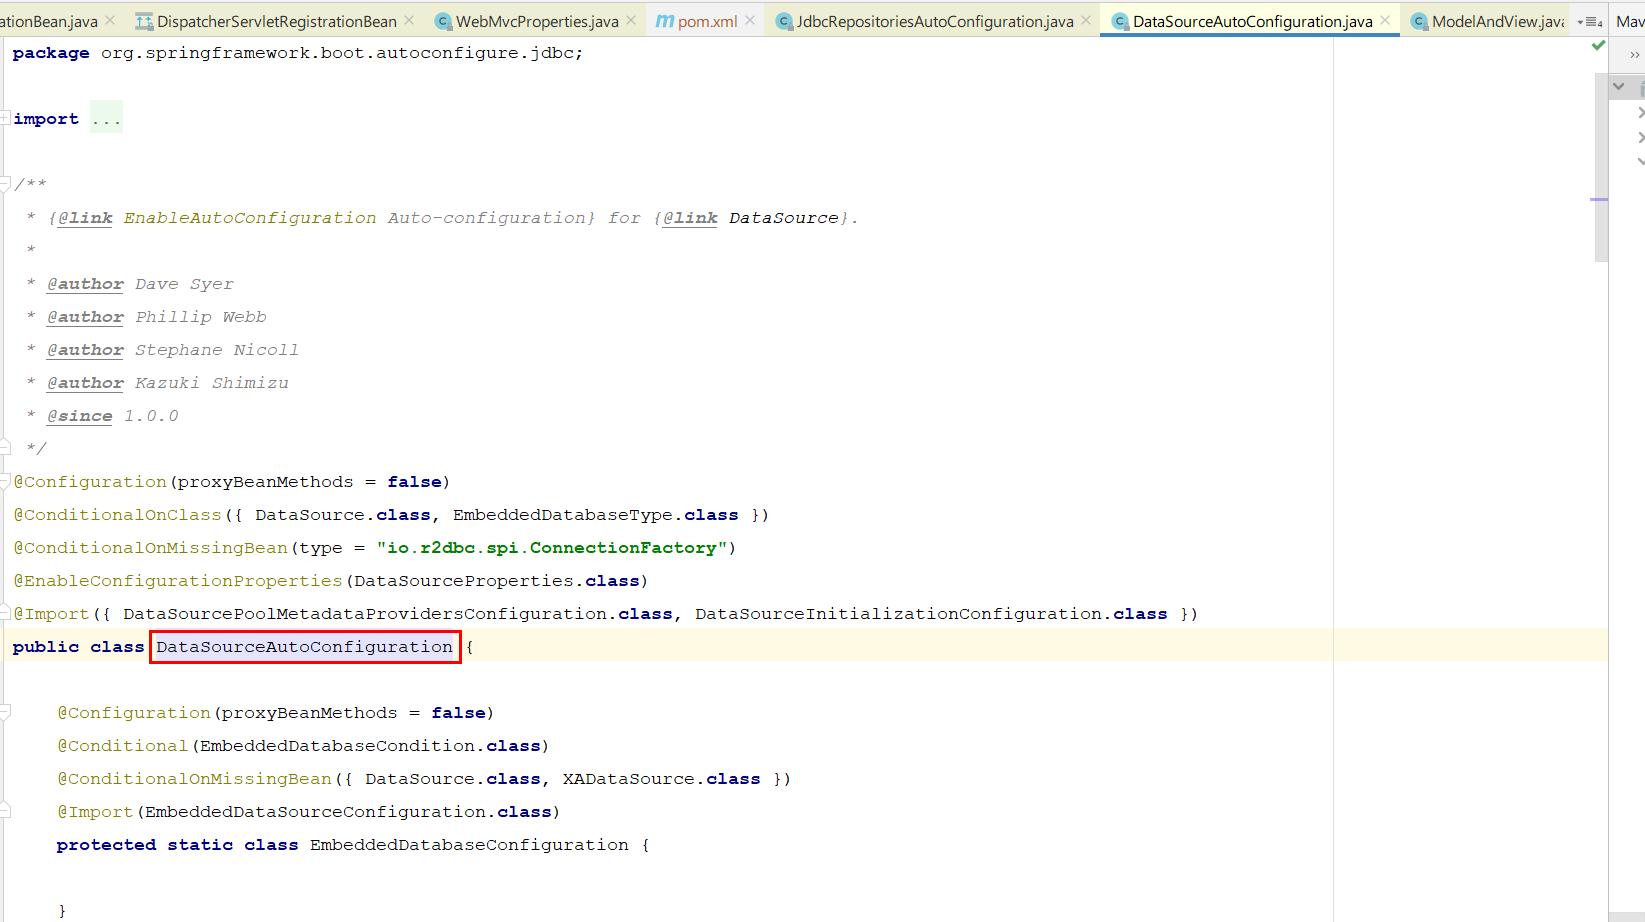 ationBean.java DispatcherServletRegistrationBean WebMvcProperties.java pom.xml JdbcRepositoriesAutoConfiguration.java DataSourceAutoConfiguration.java ModelAndView.java 4 Mav
package org.springframework.boot.autoconfigure.jdbc;
import ...
/**
* {@link EnableAutoConfiguration Auto-configuration} for {@link DataSource}.
*
* @author Dave Syer
* @author Phillip Webb
* @author Stephane Nicoll
* @author Kazuki Shimizu
* @since 1.0.0
*/
@Configuration(proxyBeanMethods = false)
@ConditionalOnClass({ DataSource.class, EmbeddedDatabaseType.class })
@ConditionalOnMissingBean(type = "io.r2dbc.spi.ConnectionFactory")
@EnableConfigurationProperties(DataSourceProperties.class)
@Import({ DataSourcePoolMetadataProvidersConfiguration.class, DataSourceInitializationConfiguration.class })
public class DataSourceAutoConfiguration {
@Configuration(proxyBeanMethods = false)
@Conditional(EmbeddedDatabaseCondition.class)
@ConditionalOnMissingBean({ DataSource.class, XADataSource.class })
@Import(EmbeddedDataSourceConfiguration.class)
protected static class EmbeddedDatabaseConfiguration {
}